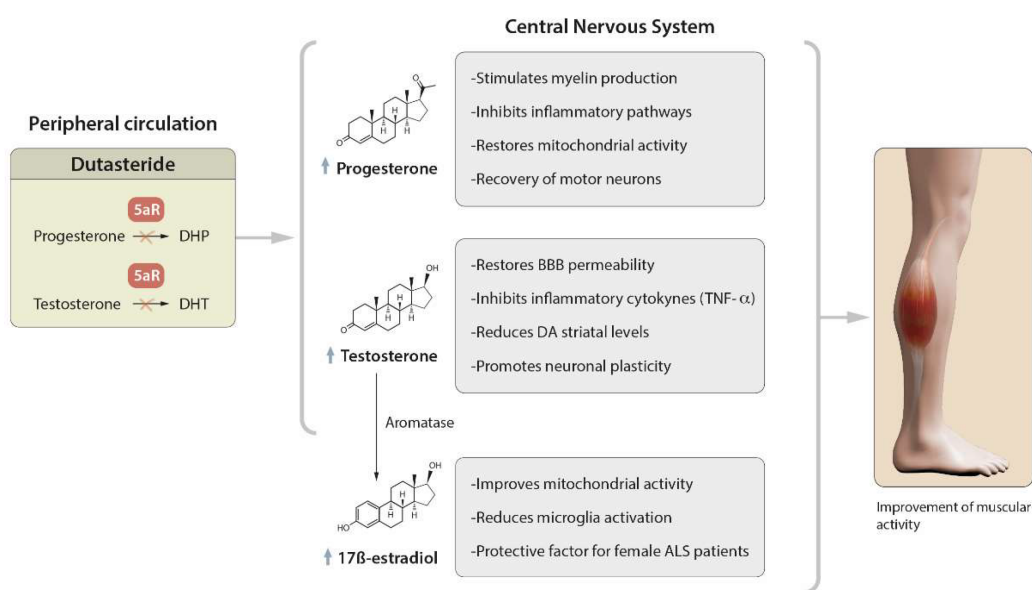 Central Nervous System
Peripheral circulation
Dutasteride
5aR
Progesterone DHP
5aR
Testosterone DHT
O
H H
O
Progesterone
-Stimulates myelin production
-Inhibits inflammatory pathways
-Restores mitochondrial activity
-Recovery of motor neurons
OH
H
H H
O
Testosterone
-Restores BBB permeability
-Inhibits inflammatory cytokynes (TNF- α)
-Reduces DA striatal levels
-Promotes neuronal plasticity
Aromatase
OH
H
H H
HO
17ß-estradiol
-Improves mitochondrial activity
-Reduces microglia activation
-Protective factor for female ALS patients
Improvement of muscular
activity